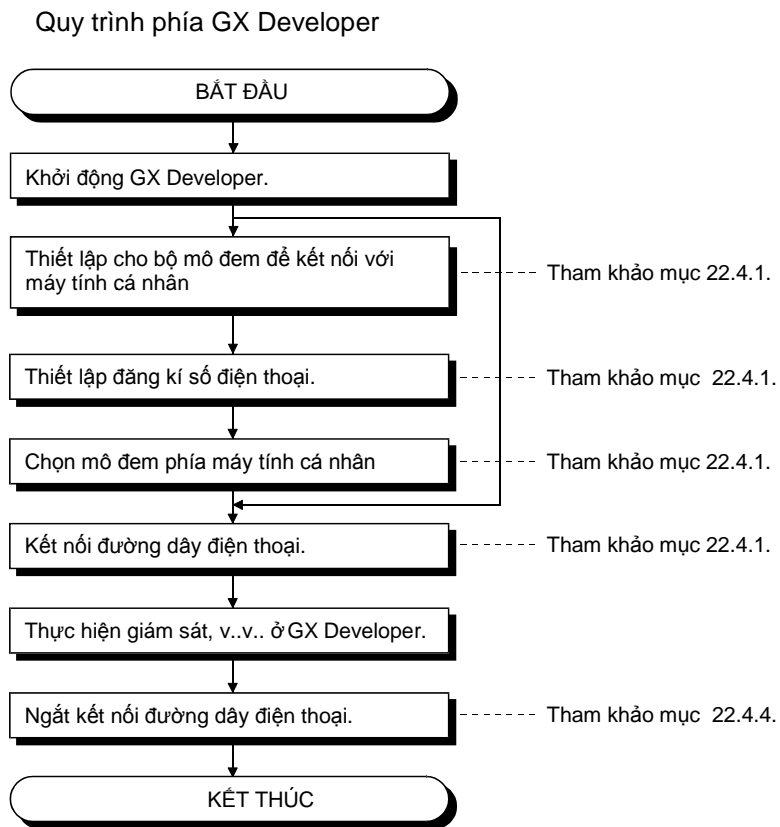 Quy trình phía GX Developer
BẮT ĐẦU
Khởi động GX Developer.
Thiết lập cho bộ mô đem để kết nối với
máy tính cá nhân
Tham khảo mục 22.4.1.
Thiết lập đăng kí số điện thoại.
Tham khảo mục 22.4.1.
Chọn mô đem phía máy tính cá nhân
Tham khảo mục 22.4.1.
Kết nối đường dây điện thoại.
Tham khảo mục 22.4.1.
Thực hiện giám sát, v..v.. ở GX Developer.
Ngắt kết nối đường dây điện thoại.
Tham khảo mục 22.4.4.
KẾT THÚC